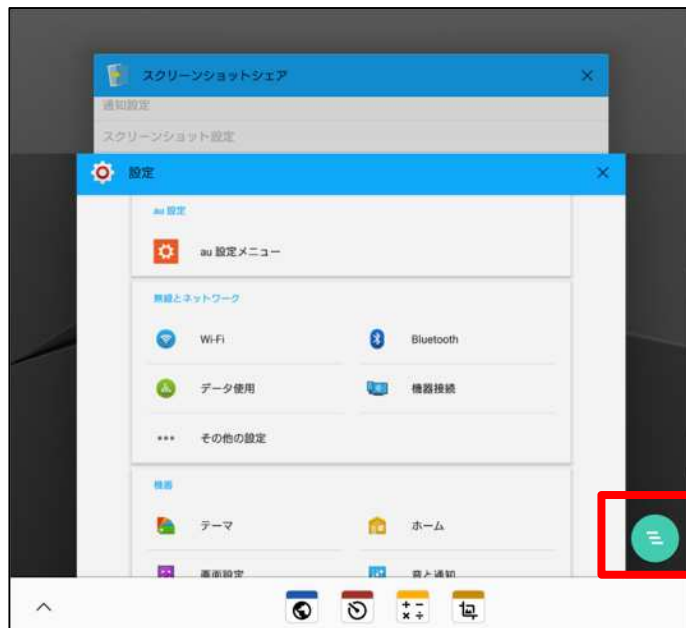 スクリーンショットシェア
通知設定
スクリーンショット設定
設定
Au 設定
au 設定メニュー
無線とネットワーク
Wi-Fi
Bluetooth
データ使用
機器接続
その他の設定
機器
テーマ
ホーム
画面設定
音と通知